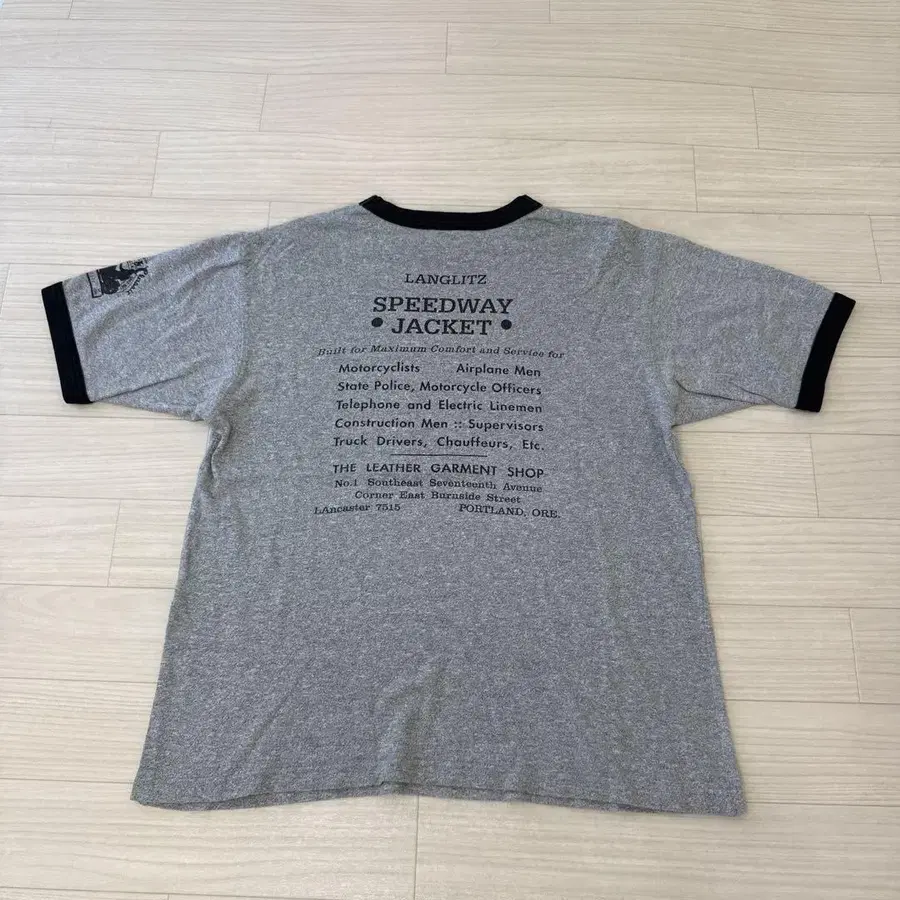 LANGLITZ
SPEEDWAY
• JACKET •
Built for Maximum Comfort and Service for
Motorcyclists Airplane Men
State Police, Motorcycle Officers
Telephone and Electric Linemen
Construction Men :: Supervisors
Truck Drivers, Chauffeurs, Etc.
THE LEATHER GARMENT SHOP
No.1 Southeast Seventeenth Avenue
Corner East Burnside Street
LAncaster 7515 PORTLAND, ORE.